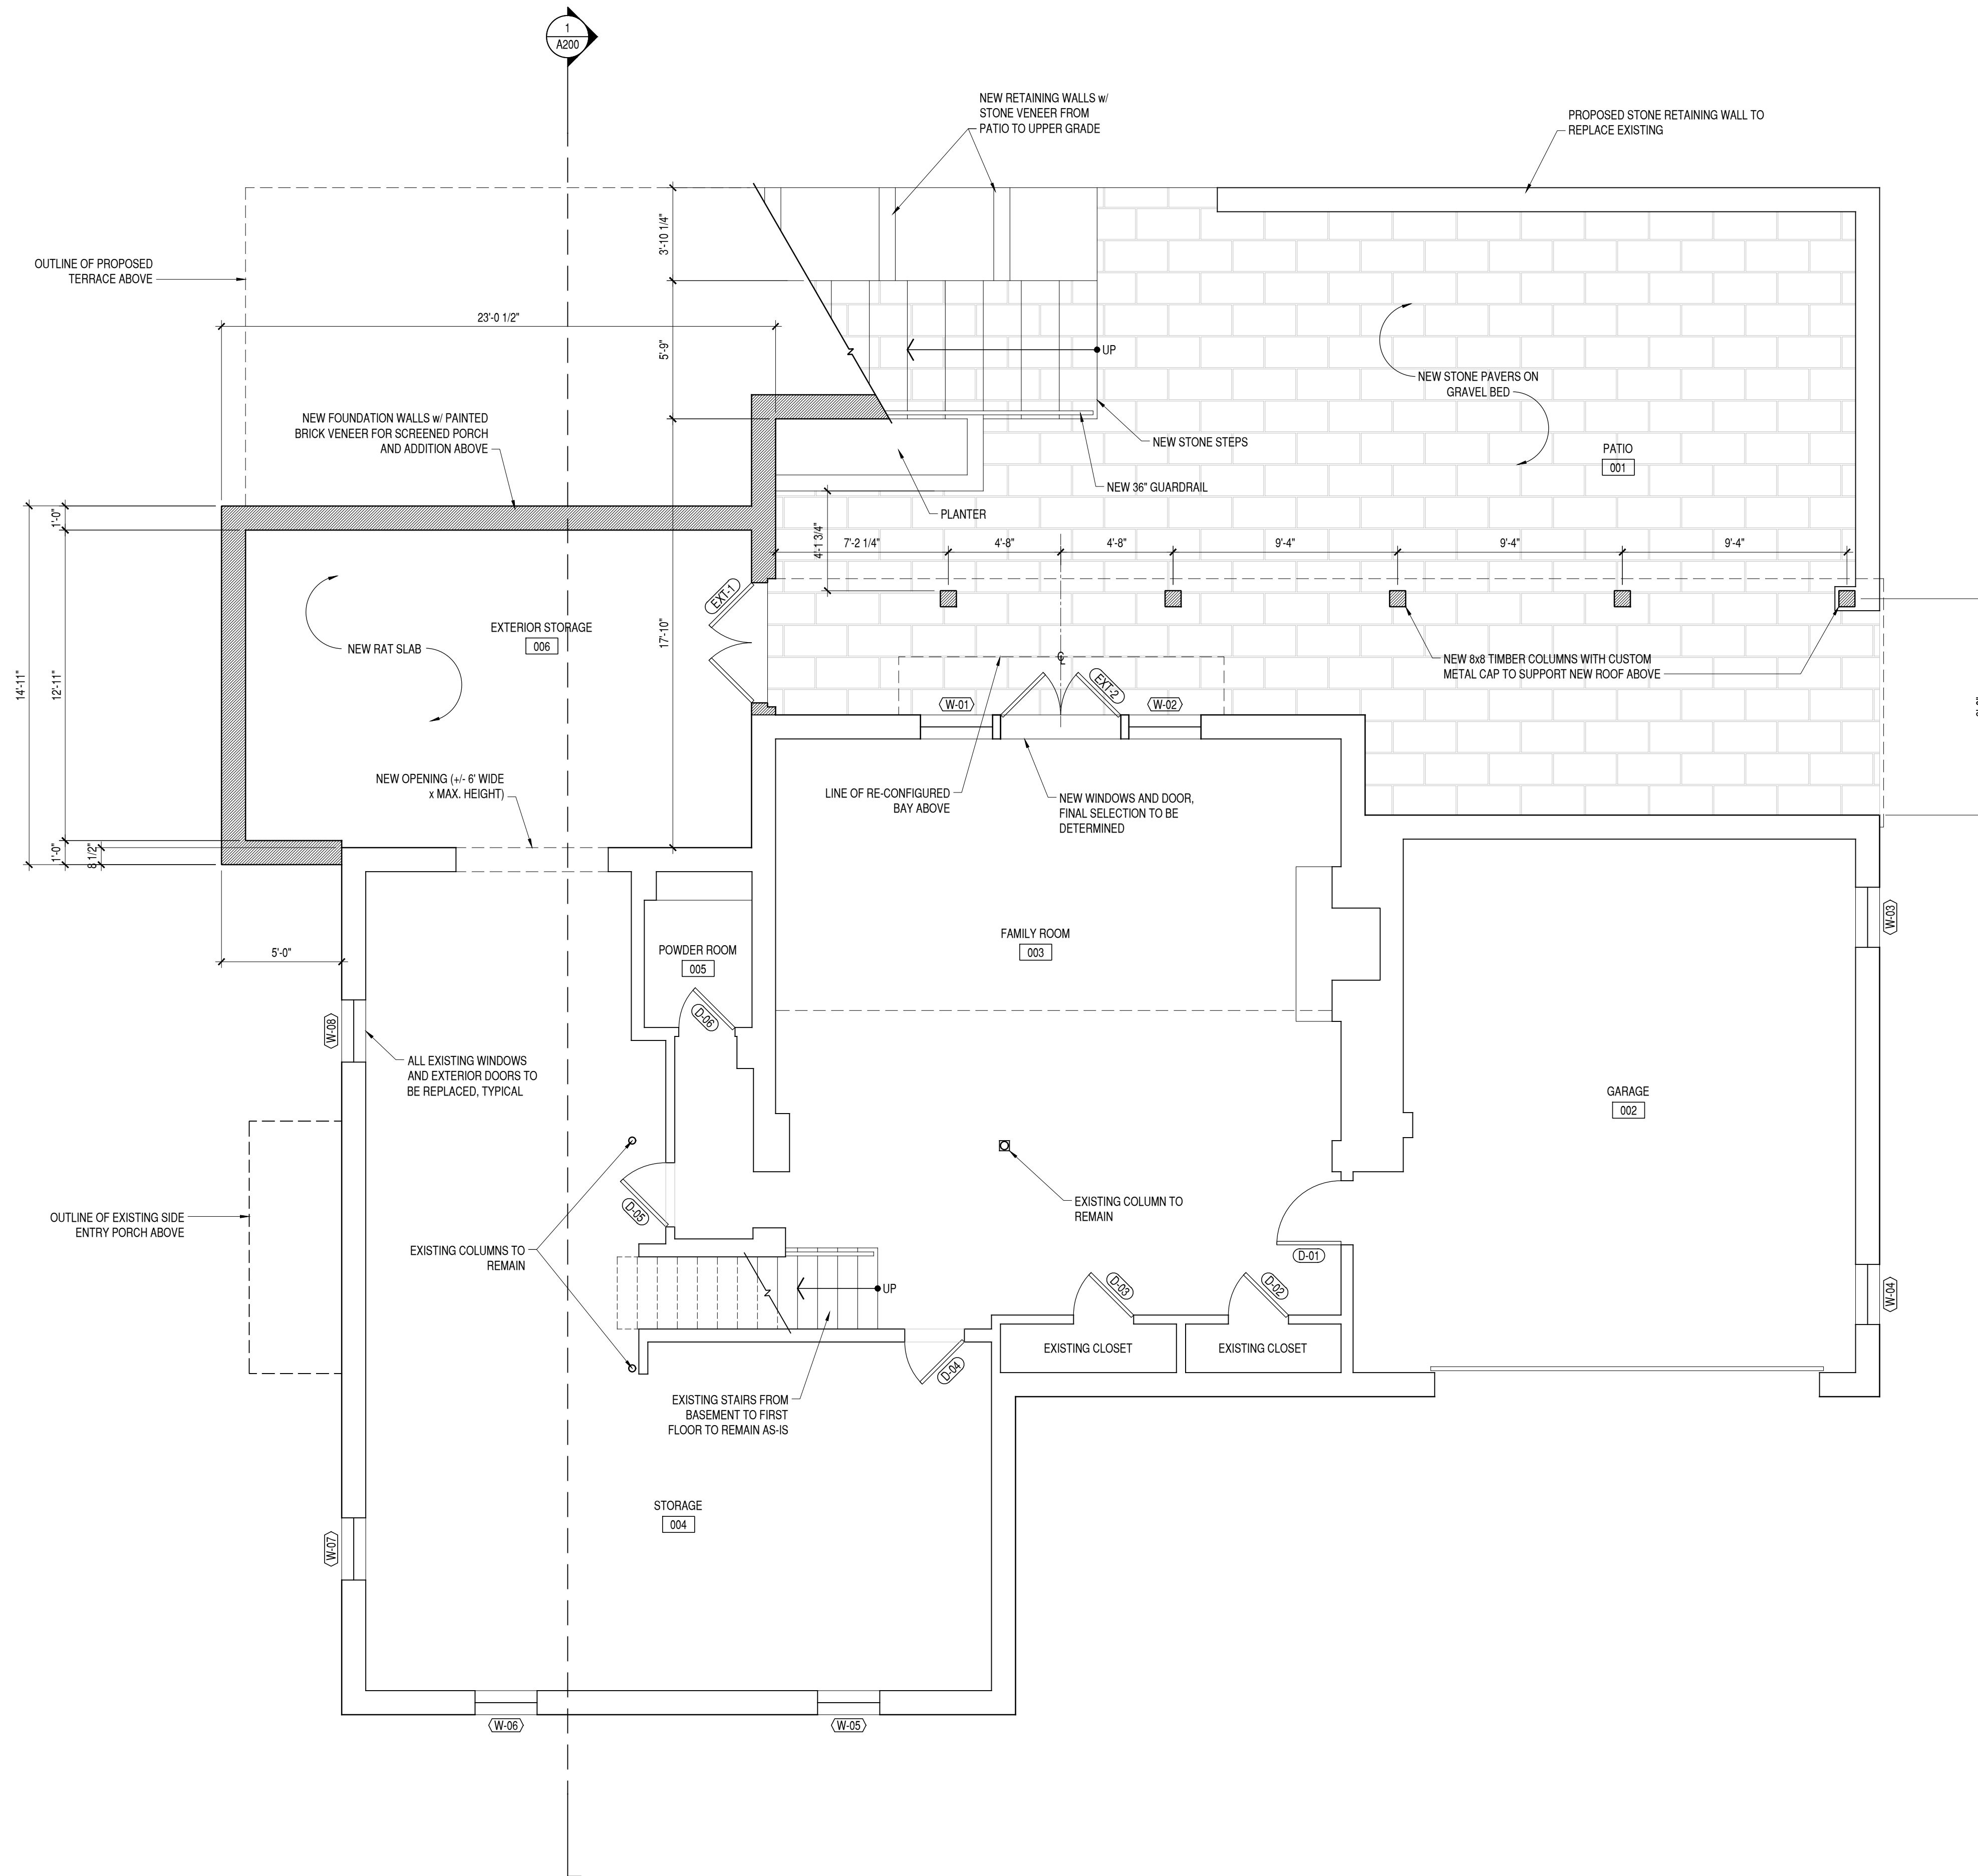 1
A200
NEW RETAINING WALLS w/
STONE VENEER FROM
PATIO TO UPPER GRADE
PROPOSED STONE RETAINING WALL TO
REPLACE EXISTING
3'-10 1/4"
OUTLINE OF PROPOSED
TERRACE ABOVE
23'-0 1/2"
5'-9"
UP
NEW STONE PAVERS ON
GRAVEL BED
NEW FOUNDATION WALLS w/ PAINTED
BRICK VENEER FOR SCREENED PORCH
AND ADDITION ABOVE
NEW STONE STEPS
PATIO
001
NEW 36" GUARDRAIL
PLANTER
1'-0"
4'-1 3/4"
7'-2 1/4"
4'-8"
4'-8"
9'-4"
9'-4"
9'-4"
EXT-1
EXTERIOR STORAGE
006
NEW RAT SLAB
17'-10"
14'-11"
12'-11"
C
L
NEW 8x8 TIMBER COLUMNS WITH CUSTOM
METAL CAP TO SUPPORT NEW ROOF ABOVE
EXT-2
W-01
W-02
NEW OPENING (+/- 6' WIDE
x MAX. HEIGHT)
LINE OF RE-CONFIGURED
BAY ABOVE
NEW WINDOWS AND DOOR,
FINAL SELECTION TO BE
DETERMINED
1'-0"
8 1/2"
5'-0"
POWDER ROOM
005
FAMILY ROOM
003
W-03
D-06
W-08
ALL EXISTING WINDOWS
AND EXTERIOR DOORS TO
BE REPLACED, TYPICAL
GARAGE
002
OUTLINE OF EXISTING SIDE
ENTRY PORCH ABOVE
D-05
EXISTING COLUMN TO
REMAIN
EXISTING COLUMNS TO
REMAIN
D-01
UP
D-03
D-02
W-04
EXISTING CLOSET
EXISTING CLOSET
D-04
EXISTING STAIRS FROM
BASEMENT TO FIRST
FLOOR TO REMAIN AS-IS
STORAGE
004
W-07
W-06
W-05